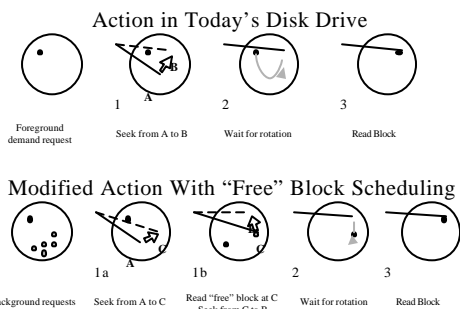 Action in Today's Disk Drive
B
A
1
2
3
Foreground
demand request
Seek from A to B
Wait for rotation
Read Block
Modified Action With “Free” Block Scheduling
C
A
B
C
1a
1b
2
3
ackground requests
Seek from A to C
Read “free” block at C
Seek from C to B
Wait for rotation
Read Block